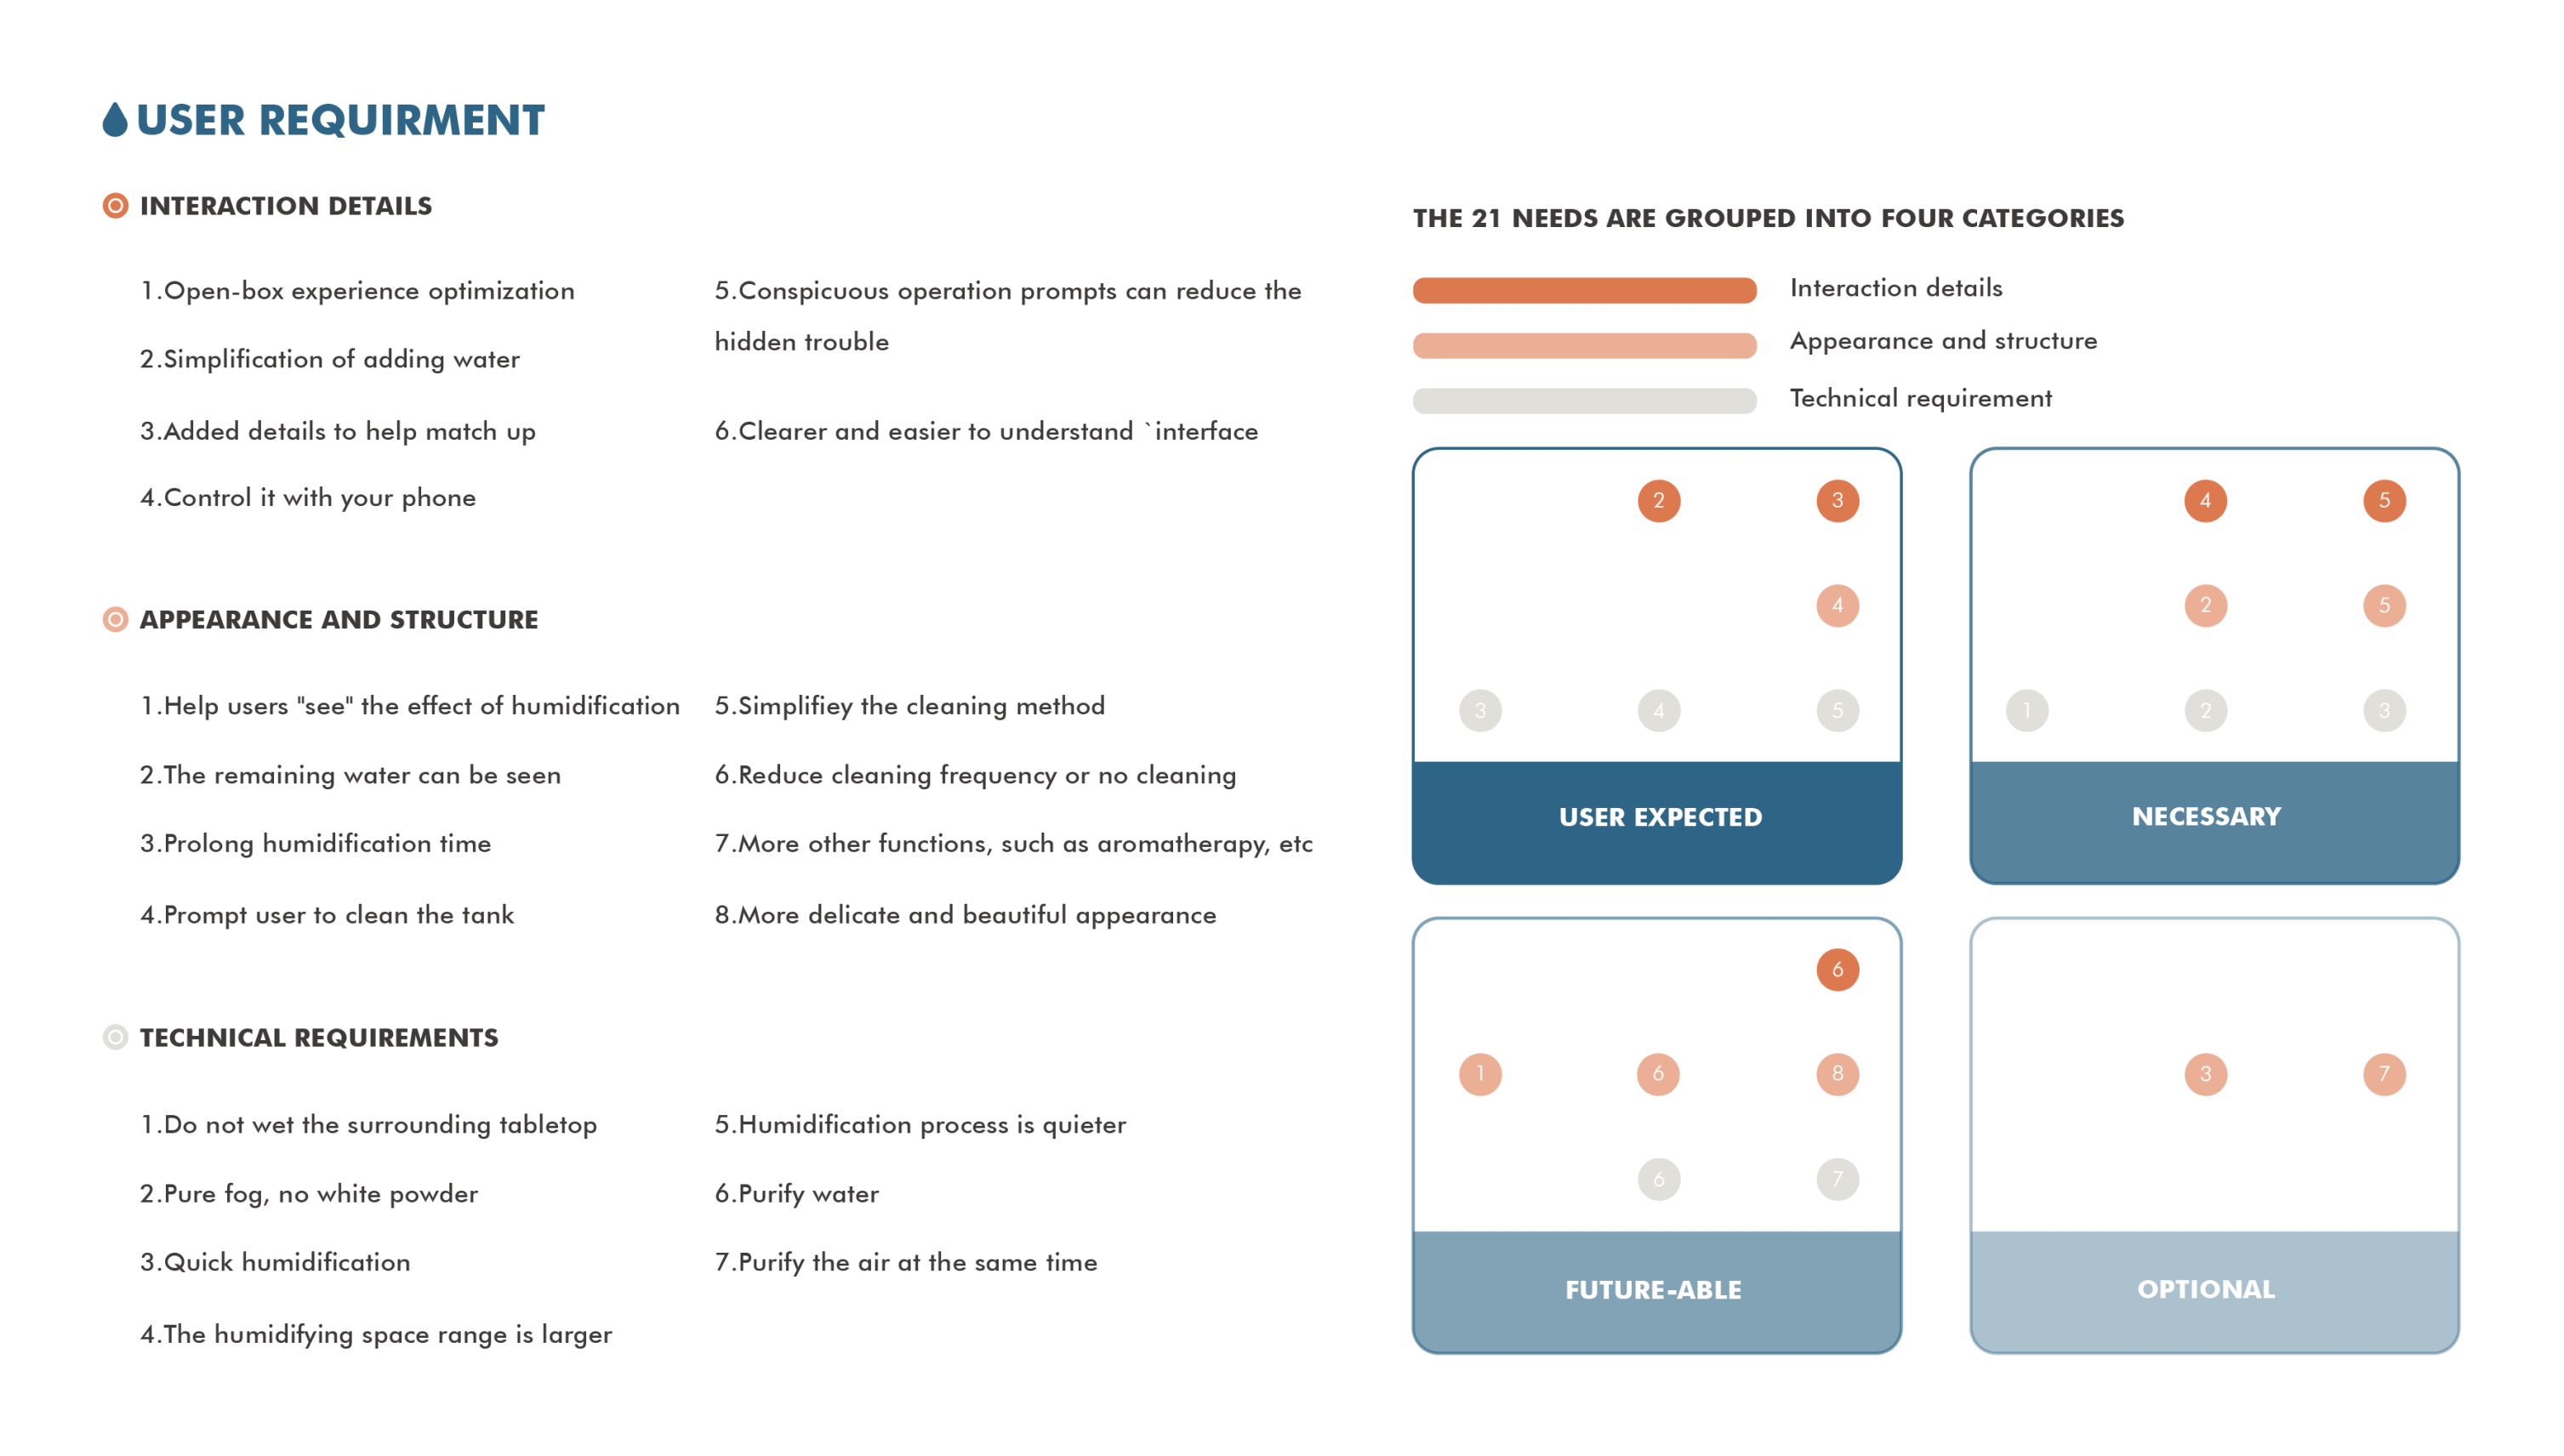 USER REQUIRMENT
INTERACTION DETAILS
1.Open-box experience optimization
2.Simplification of adding water
3.Added details to help match up
4.Control it with your phone
5.Conspicuous operation prompts can reduce the
hidden trouble
6.Clearer and easier to understand `interface
APPEARANCE AND STRUCTURE
1.Help users "see" the effect of humidification
2.The remaining water can be seen
3.Prolong humidification time
4.Prompt user to clean the tank
5.Simplifiey the cleaning method
6.Reduce cleaning frequency or no cleaning
7.More other functions, such as aromatherapy, etc
8.More delicate and beautiful appearance
TECHNICAL REQUIREMENTS
1.Do not wet the surrounding tabletop
2.Pure fog, no white powder
3.Quick humidification
4.The humidifying space range is larger
5.Humidification process is quieter
6.Purify water
7.Purify the air at the same time
THE 21 NEEDS ARE GROUPED INTO FOUR CATEGORIES
Interaction details
Appearance and structure
Technical requirement
2 3
4
3 4 5
USER EXPECTED
4 5
2 5
1 2 3
NECESSARY
6
1 6 8
6 7
FUTURE-ABLE
3 7
OPTIONAL